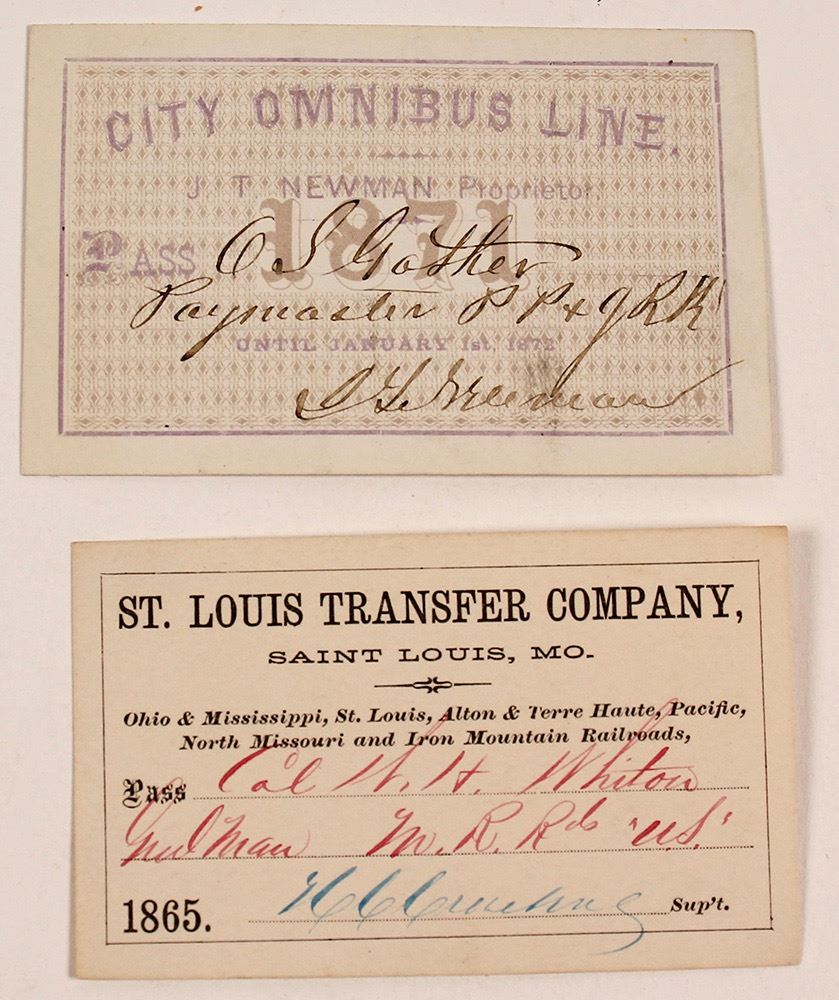 CITY OMNIBUS LINE.
J T NEWMAN Proprietor.
1871
PASS O S Gother
Paymaster P P & J R R
UNTIL JANUARY 1st, 1872
J T Newman
ST. LOUIS TRANSFER COMPANY,
SAINT LOUIS, MO.
Ohio & Mississippi, St. Louis, Alton & Terre Haute, Pacific,
North Missouri and Iron Mountain Railroads,
Pass Col W. H. Whiton
Genl Man M. R. Rds "U.S."
1865. Sup't.